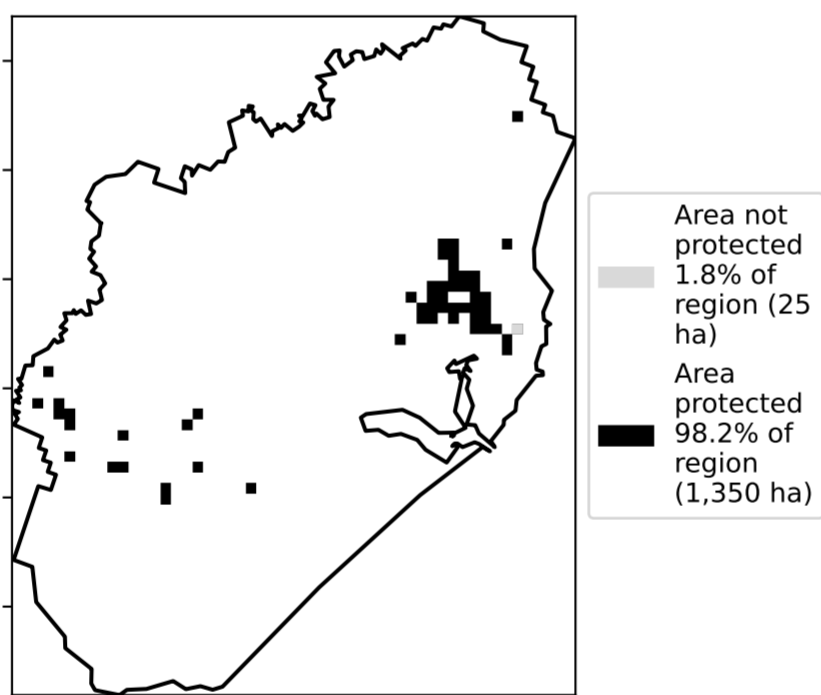 Area not
protected
1.8% of
region (25
ha)
Area
protected
98.2% of
region
(1,350 ha)